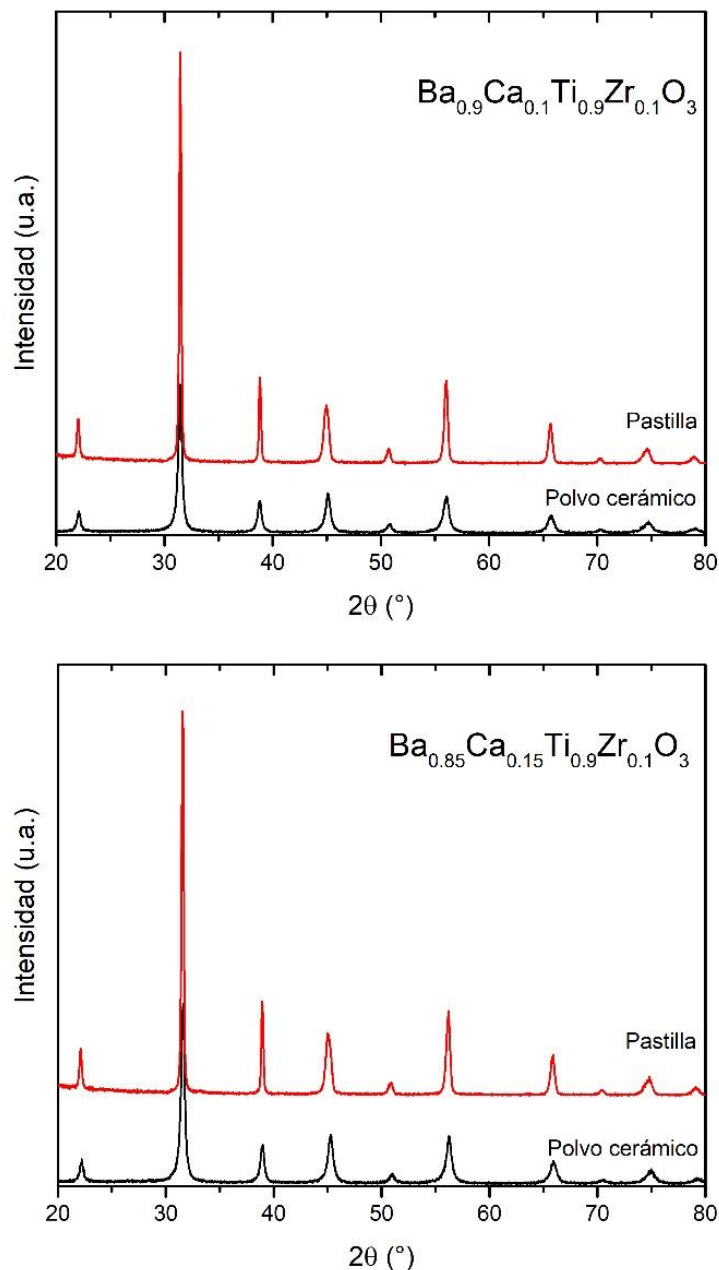 Ba0.9Ca0.1Ti0.9Zr0.1O3
Intensidad (u.a.)
Pastilla
Polvo cerámico
20 30 40 50 60 70 80
2θ (°)
Ba0.85Ca0.15Ti0.9Zr0.1O3
Intensidad (u.a.)
Pastilla
Polvo cerámico
20 30 40 50 60 70 80
2θ (°)